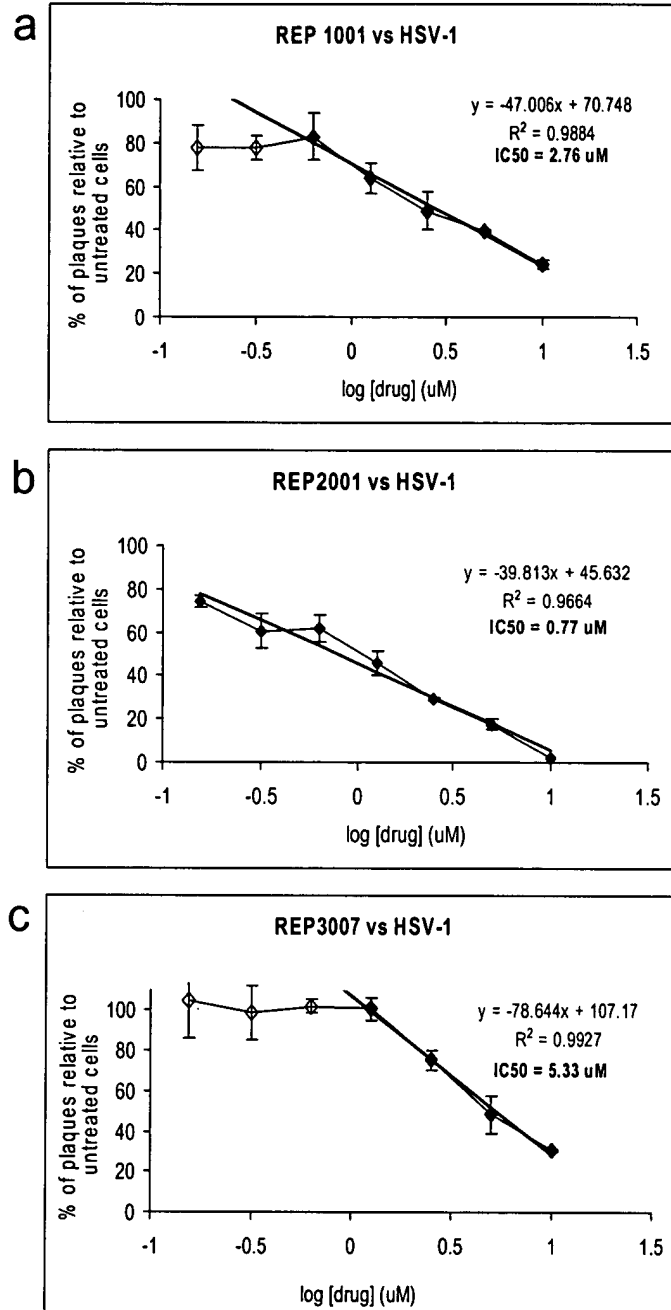 a
REP 1001 vs HSV-1
% of plaques relative to
untreated cells
100
80
60
40
20
0
y = -47.006x + 70.748
R² = 0.9884
IC50 = 2.76 uM
-1 -0.5 0 0.5 1 1.5
log [drug] (uM)
b
REP2001 vs HSV-1
% of plaques relative to
untreated cells
100
80
60
40
20
0
y = -39.813x + 45.632
R² = 0.9664
IC50 = 0.77 uM
-1 -0.5 0 0.5 1 1.5
log [drug] (uM)
c
REP3007 vs HSV-1
% of plaques relative to
untreated cells
100
80
60
40
20
0
y = -78.644x + 107.17
R² = 0.9927
IC50 = 5.33 uM
-1 -0.5 0 0.5 1 1.5
log [drug] (uM)